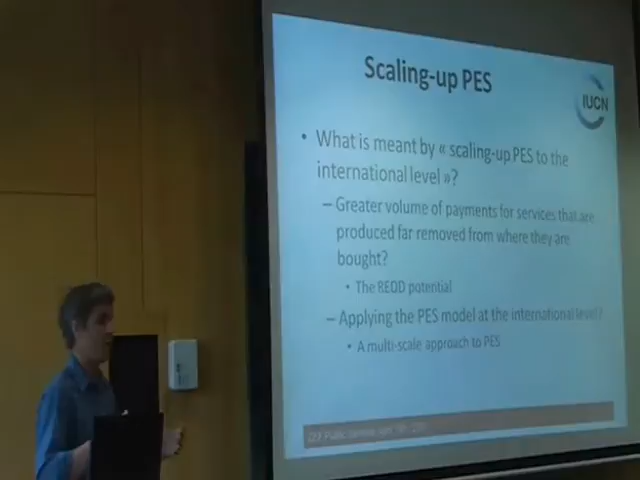 Scaling-up PES
IUCN
• What is meant by « scaling-up PES to the
international level »?
– Greater volume of payments for services that are
produced far removed from where they are
bought?
• The REDD potential
– Applying the PES model at the international level?
• A multi-scale approach to PES